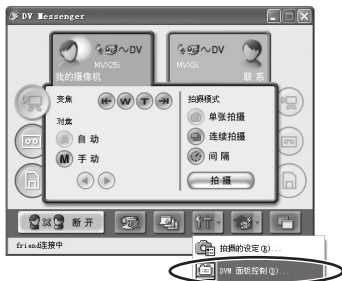 DV Messenger
～DV
～DV
MVX25i
MVX3i
我的摄像机
联系
变焦
W T
拍摄模式
单张拍摄
对焦
自动
连续拍摄
M 手动
间隔
拍摄
断开
friend连接中
拍摄的设定(R)...
DVM 面板控制(D)...